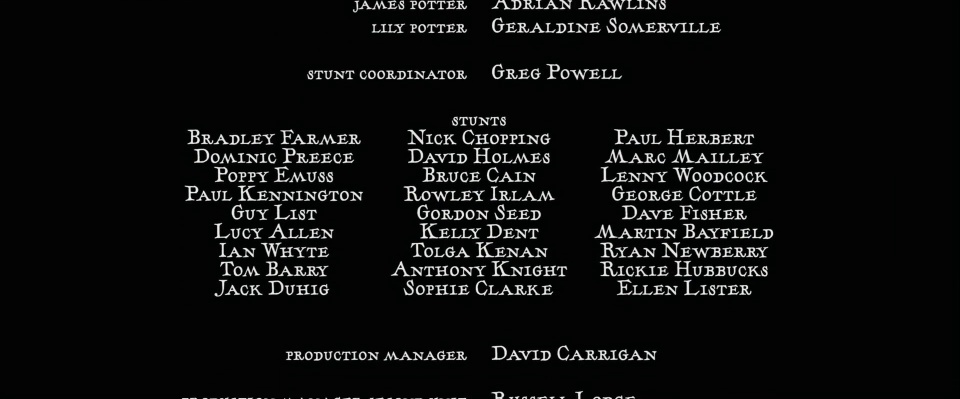 JAMES POTTER ADRIAN RAWLINS
LILY POTTER GERALDINE SOMERVILLE
STUNT COORDINATOR GREG POWELL
STUNTS
BRADLEY FARMER NICK CHOPPING PAUL HERBERT
DOMINIC PREECE DAVID HOLMES MARC MAILLEY
POPPY EMUSS BRUCE CAIN LENNY WOODCOCK
PAUL KENNINGTON ROWLEY IRLAM GEORGE COTTLE
GUY LIST GORDON SEED DAVE FISHER
LUCY ALLEN KELLY DENT MARTIN BAYFIELD
IAN WHYTE TOLGA KENAN RYAN NEWBERRY
TOM BARRY ANTHONY KNIGHT RICKIE HUBBUCKS
JACK DUHIG SOPHIE CLARKE ELLEN LISTER
PRODUCTION MANAGER DAVID CARRIGAN